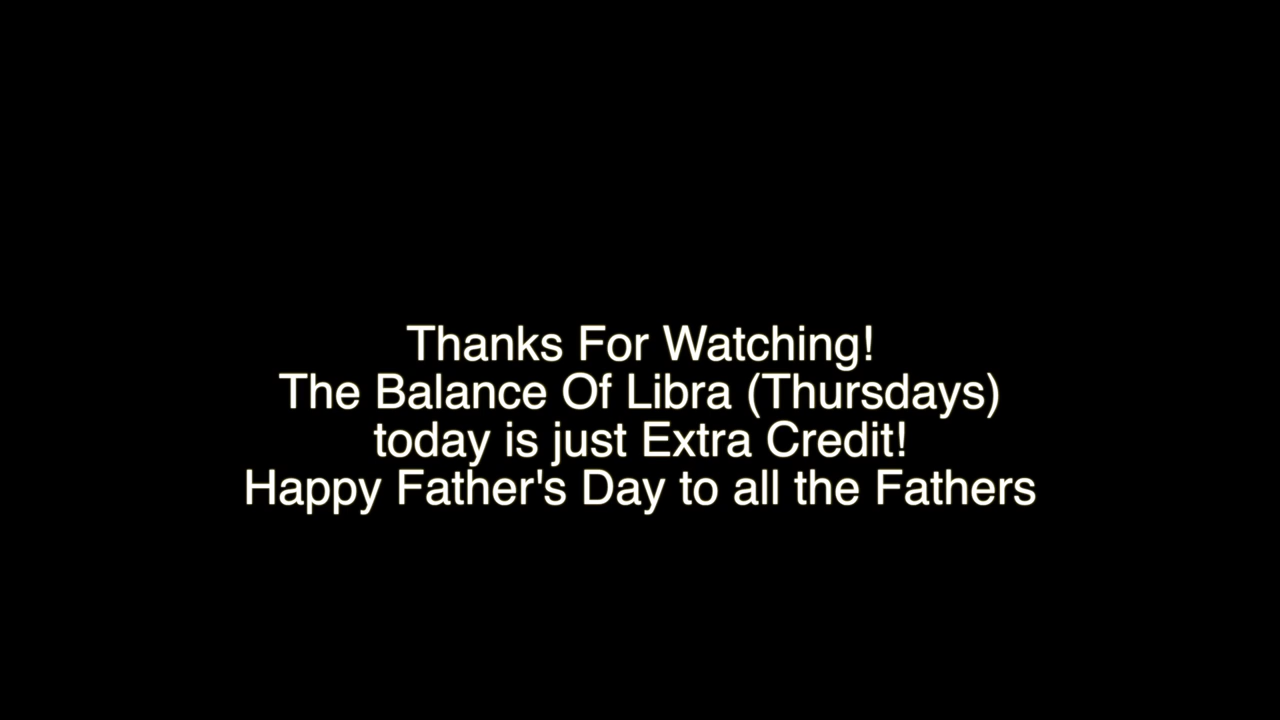 Thanks For Watching!
The Balance Of Libra (Thursdays)
today is just Extra Credit!
Happy Father's Day to all the Fathers